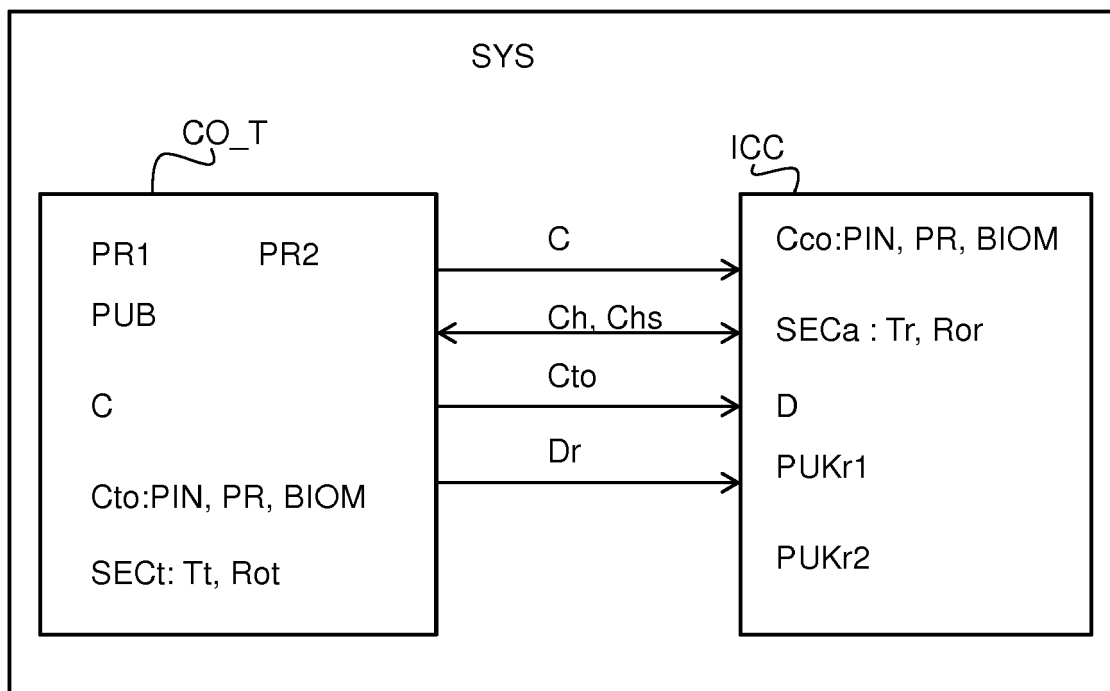 SYS
CO_T
PR1 PR2
PUB
C
Cto:PIN, PR, BIOM
SECt: Tt, Rot
C
Ch, Chs
Cto
Dr
ICC
Cco:PIN, PR, BIOM
SECa : Tr, Ror
D
PUKr1
PUKr2